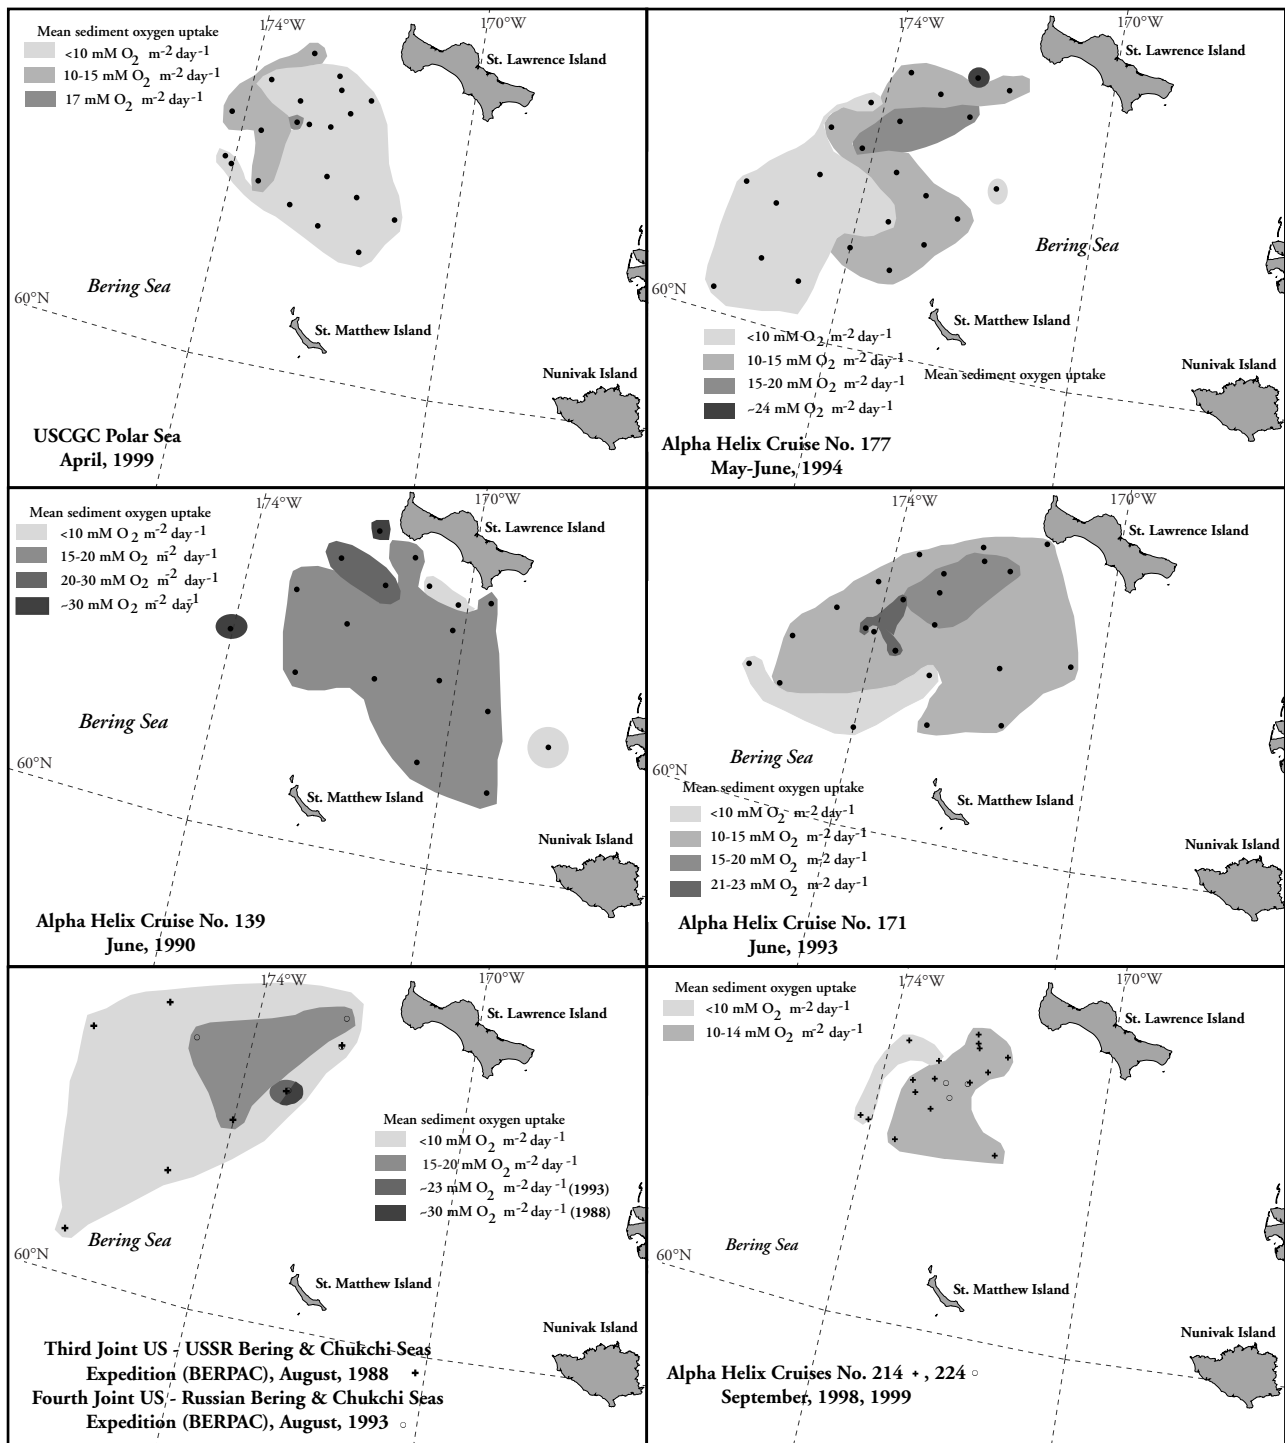 Mean sediment oxygen uptake
<10 mM O2 m-2 day-1
10-15 mM O2 m-2 day-1
17 mM O2 m-2 day-1
174°W
170°W
St. Lawrence Island
Bering Sea
60°N
St. Matthew Island
Nunivak Island
USCGC Polar Sea
April, 1999
174°W
170°W
St. Lawrence Island
Bering Sea
60°N
St. Matthew Island
<10 mM O2 m-2 day-1
10-15 mM O2 m-2 day-1
15-20 mM O2 m-2 day-1
~24 mM O2 m-2 day-1
Mean sediment oxygen uptake
Nunivak Island
Alpha Helix Cruise No. 177
May-June, 1994
Mean sediment oxygen uptake
<10 mM O2 m-2 day-1
15-20 mM O2 m-2 day-1
20-30 mM O2 m-2 day-1
~30 mM O2 m-2 day-1
174°W
170°W
St. Lawrence Island
Bering Sea
60°N
St. Matthew Island
Nunivak Island
Alpha Helix Cruise No. 139
June, 1990
174°W
170°W
St. Lawrence Island
Bering Sea
60°N
Mean sediment oxygen uptake
<10 mM O2 m-2 day-1
10-15 mM O2 m-2 day-1
15-20 mM O2 m-2 day-1
21-23 mM O2 m-2 day-1
St. Matthew Island
Nunivak Island
Alpha Helix Cruise No. 171
June, 1993
174°W
170°W
St. Lawrence Island
Mean sediment oxygen uptake
<10 mM O2 m-2 day-1
15-20 mM O2 m-2 day-1
~23 mM O2 m-2 day-1 (1993)
~30 mM O2 m-2 day-1 (1988)
Bering Sea
60°N
St. Matthew Island
Nunivak Island
Third Joint US - USSR Bering & Chukchi Seas
Expedition (BERPAC), August, 1988 +
Fourth Joint US - Russian Bering & Chukchi Seas
Expedition (BERPAC), August, 1993 ○
Mean sediment oxygen uptake
<10 mM O2 m-2 day-1
10-14 mM O2 m-2 day-1
174°W
170°W
St. Lawrence Island
Bering Sea
60°N
St. Matthew Island
Nunivak Island
Alpha Helix Cruises No. 214 + , 224 ○
September, 1998, 1999